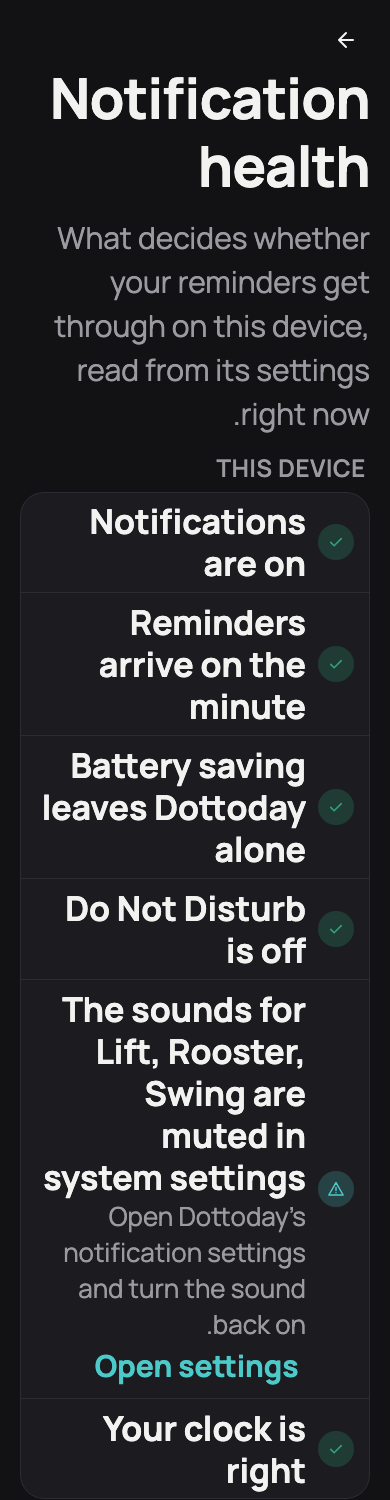 Notification
health
What decides whether
your reminders get
through on this device,
read from its settings
.right now
THIS DEVICE
Notifications
are on
Reminders
arrive on the
minute
Battery saving
leaves Dottoday
alone
Do Not Disturb
is off
The sounds for
Lift, Rooster,
Swing are
muted in
system settings
Open Dottoday's
notification settings
and turn the sound
.back on
Open settings
Your clock is
right